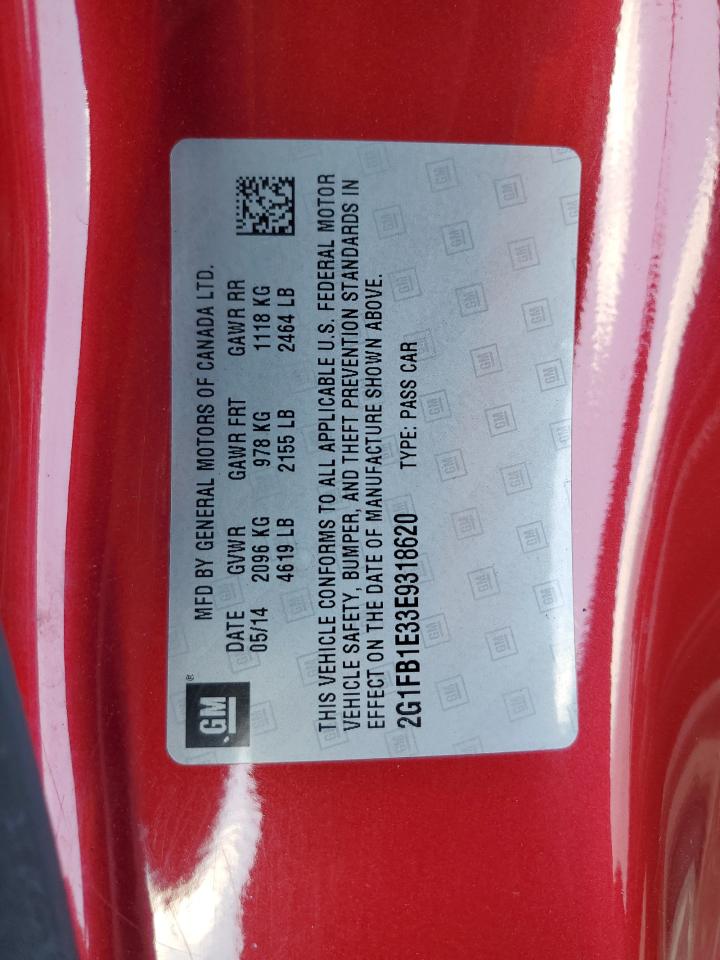 GM®
MFD BY GENERAL MOTORS OF CANADA LTD.
DATE GVWR GAWR FRT GAWR RR
05/14 2096 KG 978 KG 1118 KG
4619 LB 2155 LB 2464 LB
THIS VEHICLE CONFORMS TO ALL APPLICABLE U.S. FEDERAL MOTOR
VEHICLE SAFETY, BUMPER, AND THEFT PREVENTION STANDARDS IN
EFFECT ON THE DATE OF MANUFACTURE SHOWN ABOVE.
2G1FB1E33E9318620 TYPE: PASS CAR